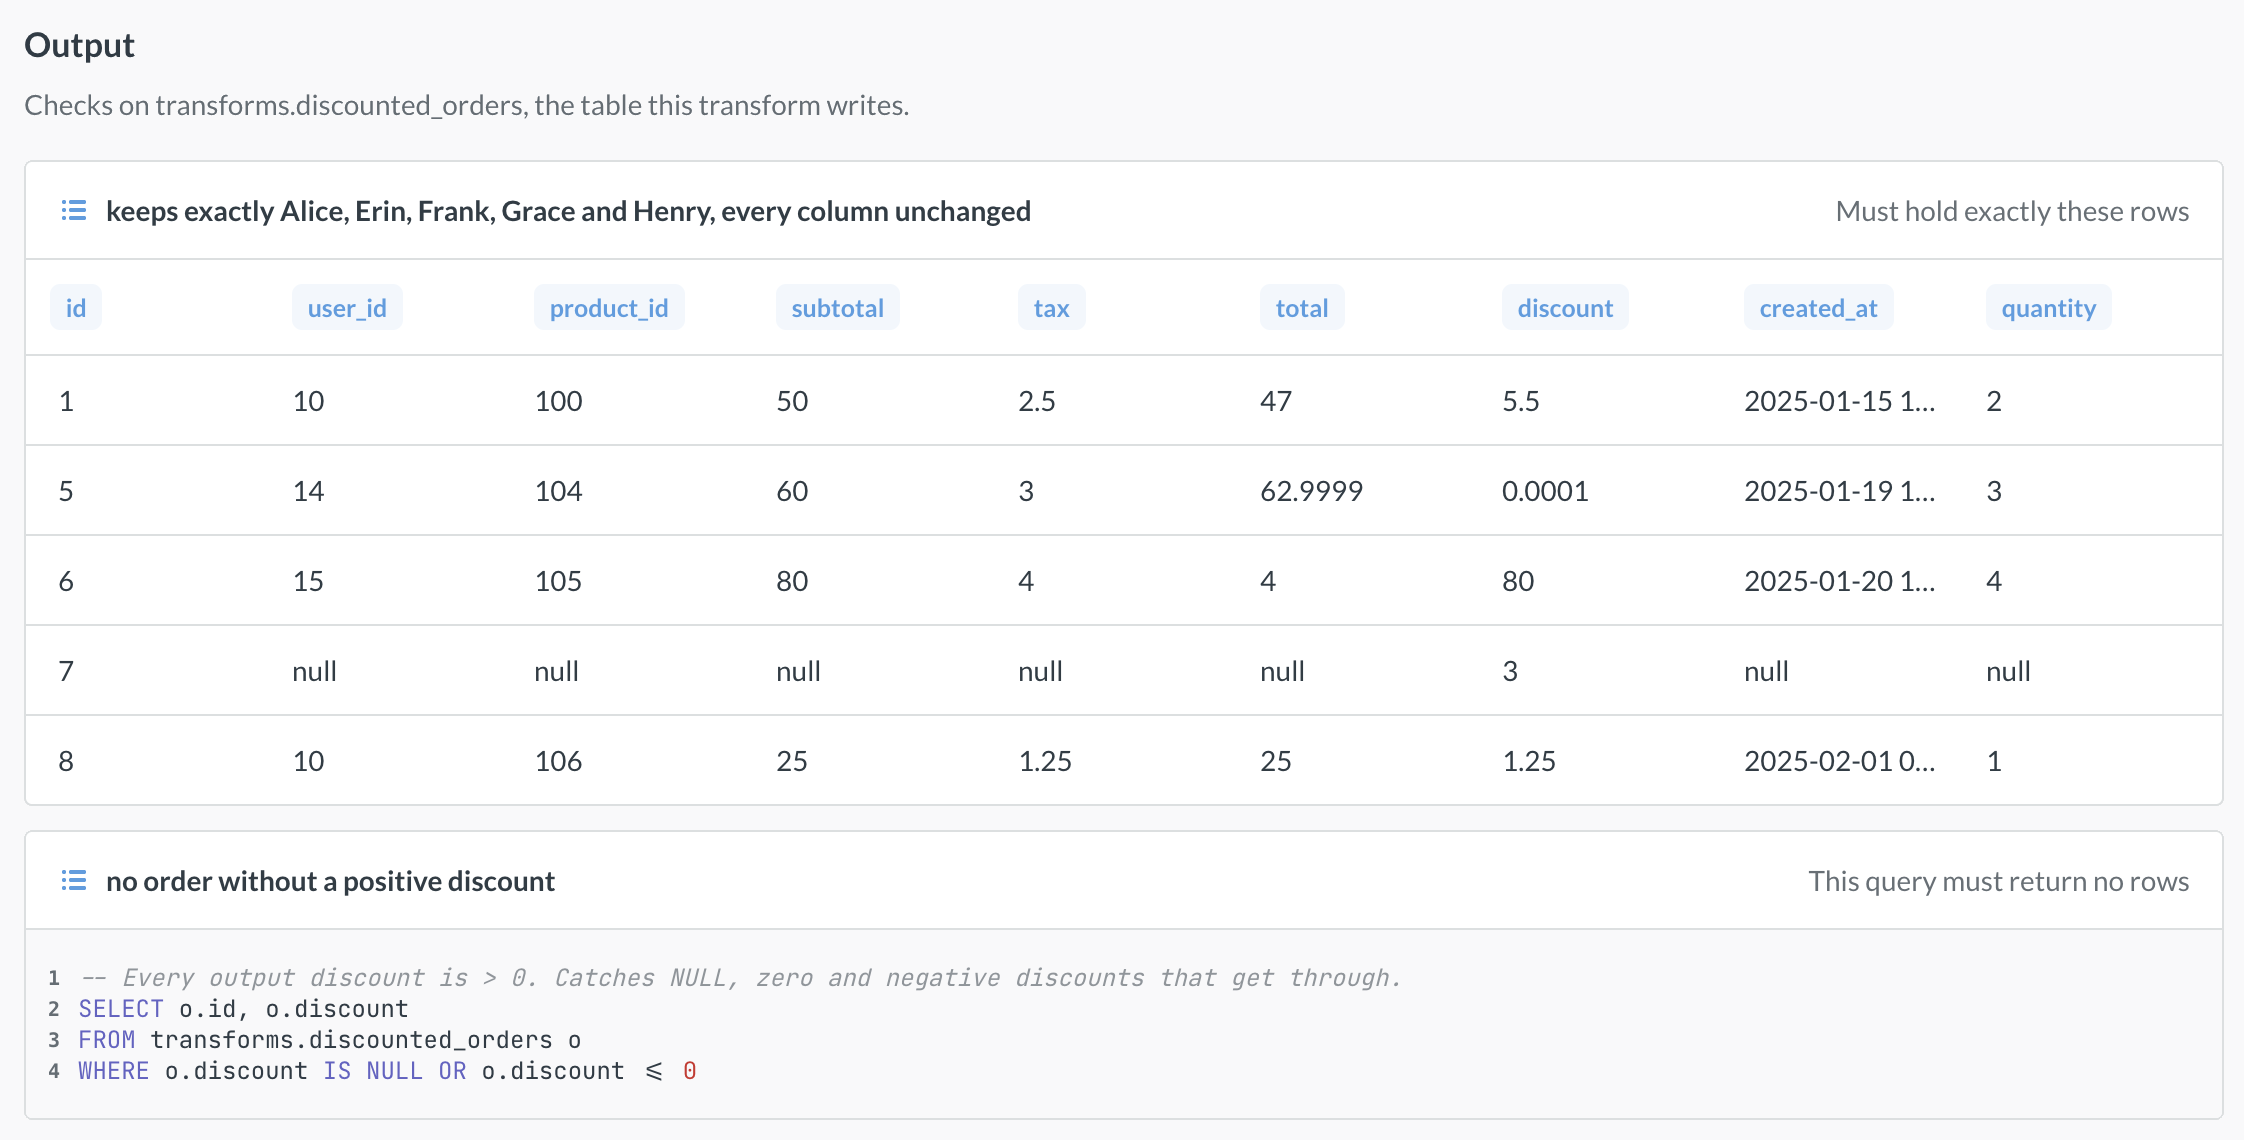 Output
Checks on transforms.discounted_orders, the table this transform writes.
keeps exactly Alice, Erin, Frank, Grace and Henry, every column unchanged Must hold exactly these rows
id user_id product_id subtotal tax total discount created_at quantity
1 10 100 50 2.5 47 5.5 2025-01-15 1... 2
5 14 104 60 3 62.9999 0.0001 2025-01-19 1... 3
6 15 105 80 4 4 80 2025-01-20 1... 4
7 null null null null null 3 null null
8 10 106 25 1.25 25 1.25 2025-02-01 0... 1
no order without a positive discount This query must return no rows
1 -- Every output discount is > 0. Catches NULL, zero and negative discounts that get through.
2 SELECT o.id, o.discount
3 FROM transforms.discounted_orders o
4 WHERE o.discount IS NULL OR o.discount <= 0